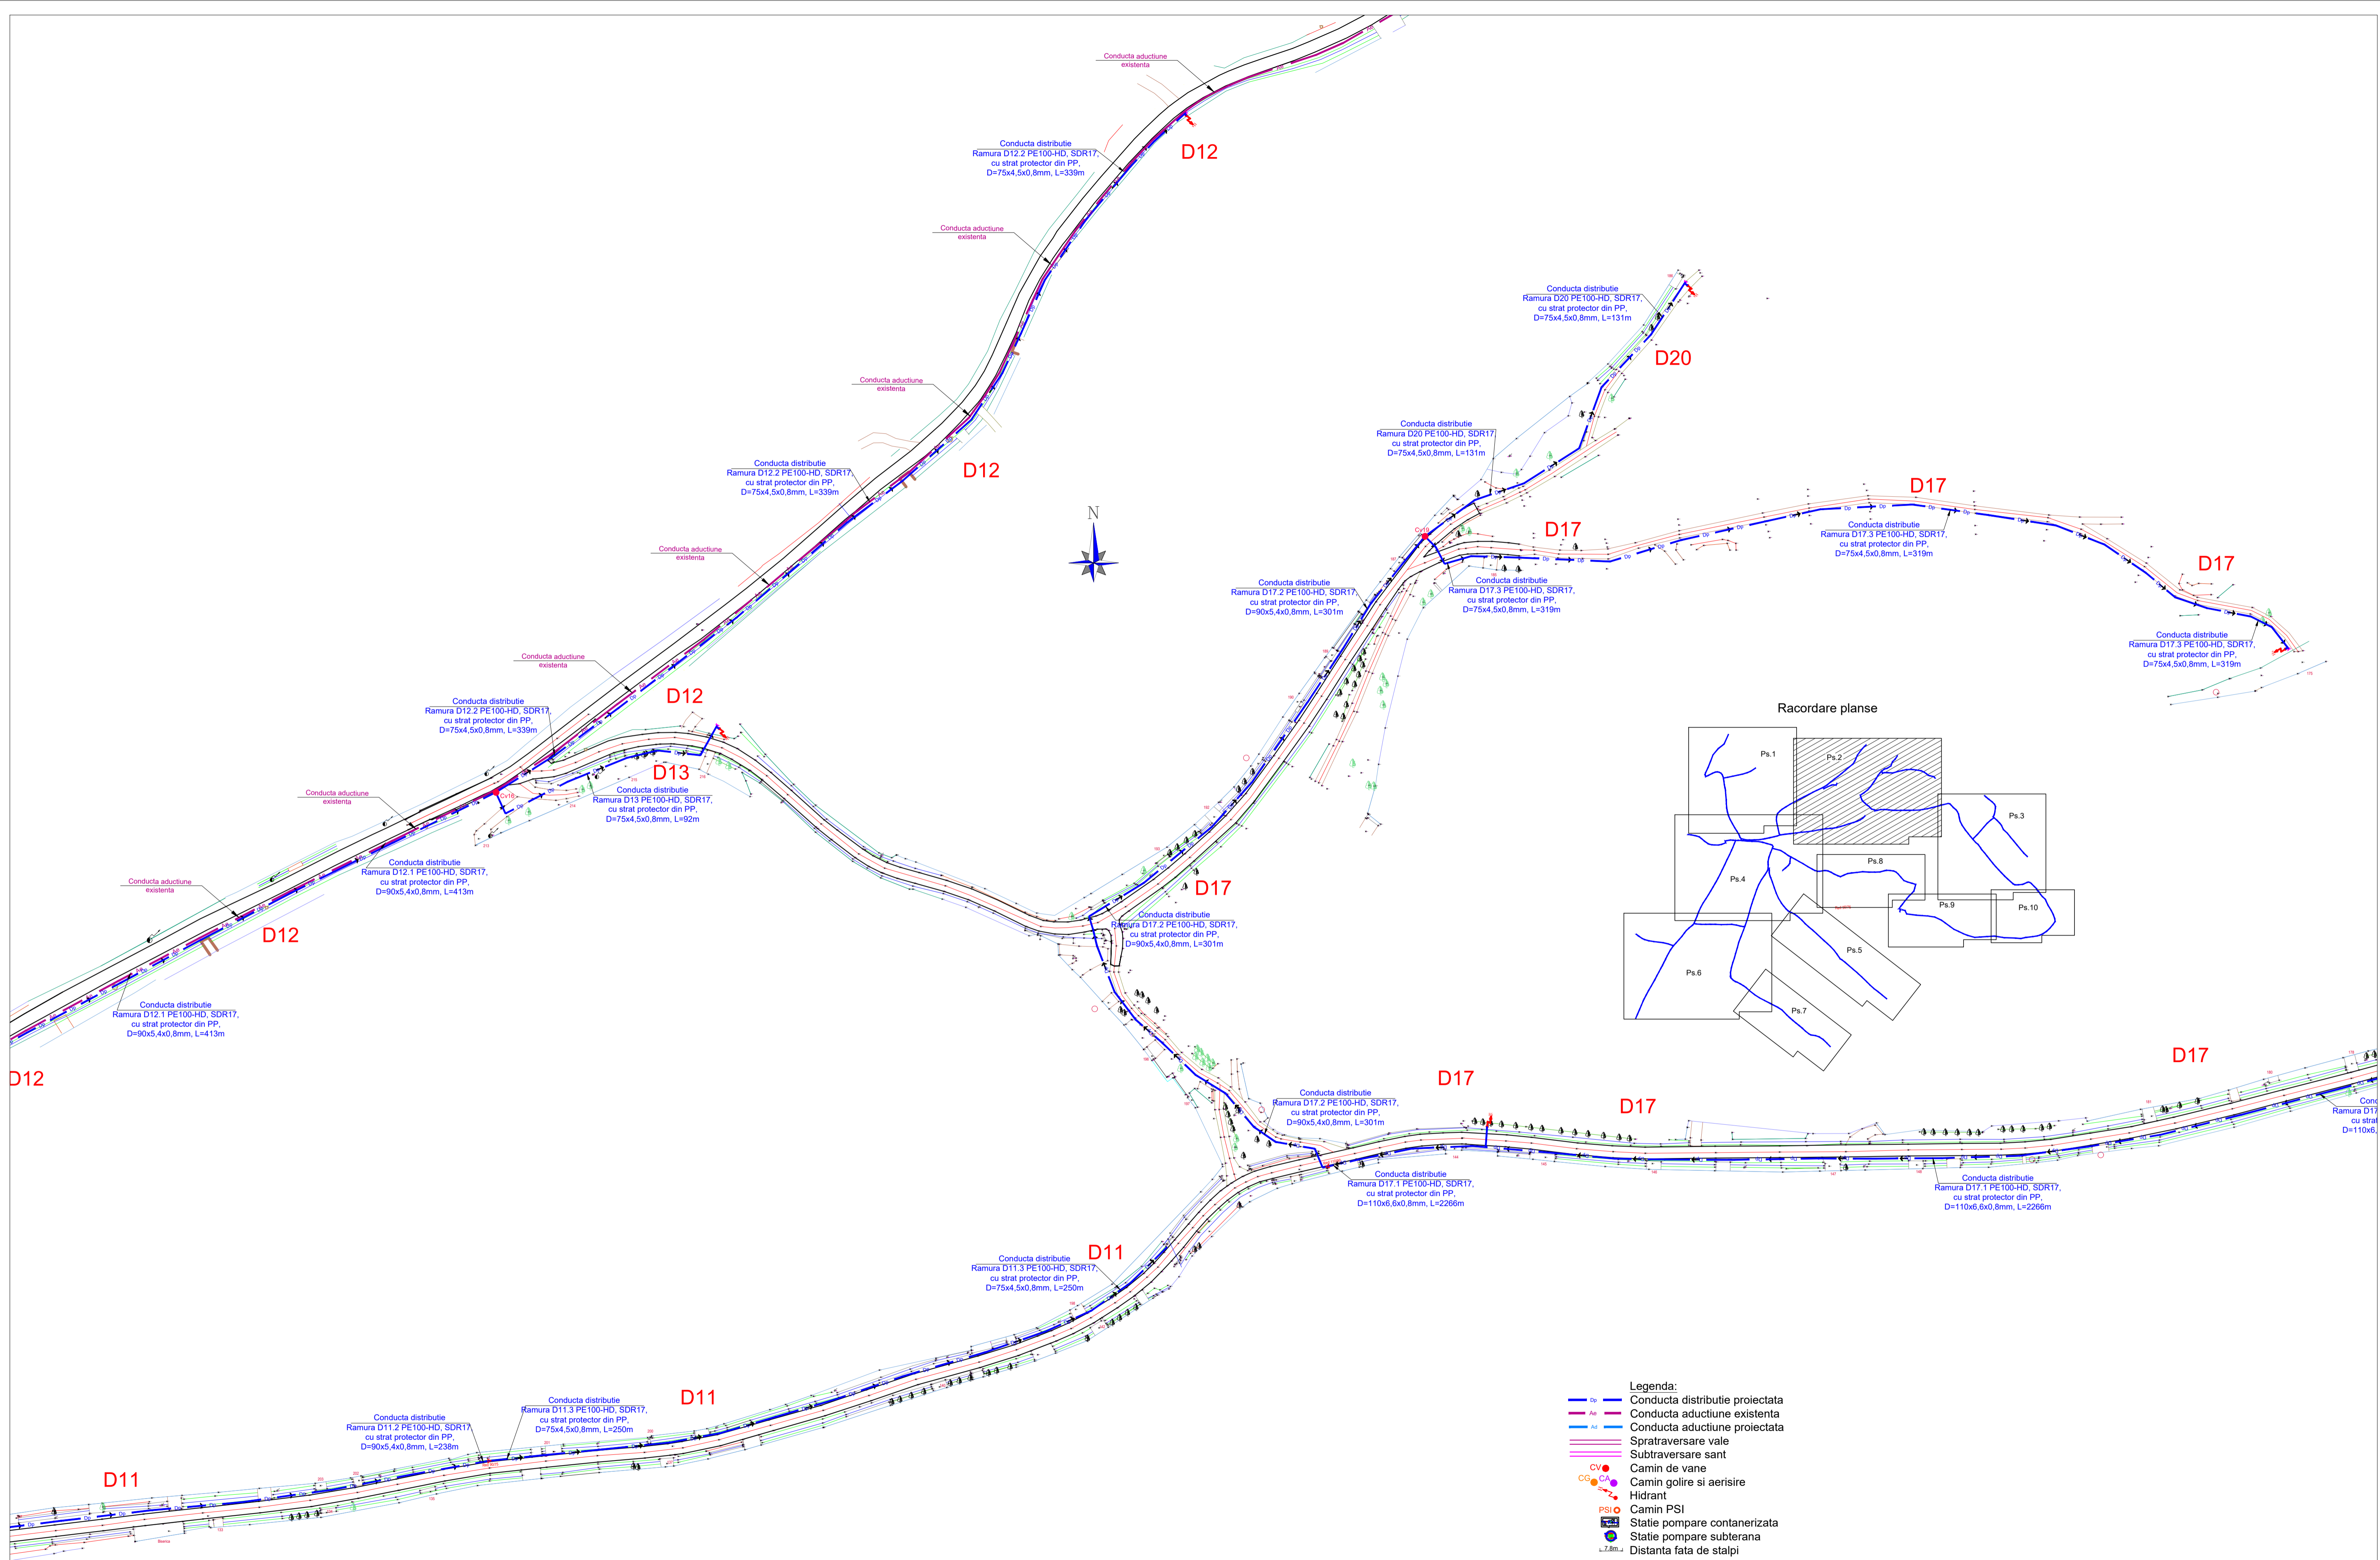 Conducta aductiune
existenta
Conducta distributie
Ramura D12.2 PE100-HD, SDR17,
cu strat protector din PP,
D=75x4,5x0,8mm, L=339m
D12
Conducta aductiune
existenta
Conducta distributie
Ramura D20 PE100-HD, SDR17,
cu strat protector din PP,
D=75x4,5x0,8mm, L=131m
D20
Conducta aductiune
existenta
Conducta distributie
Ramura D20 PE100-HD, SDR17,
cu strat protector din PP,
D=75x4,5x0,8mm, L=131m
Conducta distributie
Ramura D12.2 PE100-HD, SDR17,
cu strat protector din PP,
D=75x4,5x0,8mm, L=339m
D12
D17
Conducta distributie
Ramura D17.3 PE100-HD, SDR17,
cu strat protector din PP,
D=75x4,5x0,8mm, L=319m
N
Cv19
D17
D17
Conducta aductiune
existenta
Conducta distributie
Ramura D17.2 PE100-HD, SDR17,
cu strat protector din PP,
D=90x5,4x0,8mm, L=301m
Conducta distributie
Ramura D17.3 PE100-HD, SDR17,
cu strat protector din PP,
D=75x4,5x0,8mm, L=319m
Conducta distributie
Ramura D17.3 PE100-HD, SDR17,
cu strat protector din PP,
D=75x4,5x0,8mm, L=319m
Conducta aductiune
existenta
Conducta distributie
Ramura D12.2 PE100-HD, SDR17,
cu strat protector din PP,
D=75x4,5x0,8mm, L=339m
D12
D13
Conducta distributie
Ramura D13 PE100-HD, SDR17,
cu strat protector din PP,
D=75x4,5x0,8mm, L=92m
Cv16
Conducta aductiune
existenta
Conducta distributie
Ramura D12.1 PE100-HD, SDR17,
cu strat protector din PP,
D=90x5,4x0,8mm, L=413m
Conducta aductiune
existenta
D12
Conducta distributie
Ramura D12.1 PE100-HD, SDR17,
cu strat protector din PP,
D=90x5,4x0,8mm, L=413m
D12
D17
Conducta distributie
Ramura D17.2 PE100-HD, SDR17,
cu strat protector din PP,
D=90x5,4x0,8mm, L=301m
Racordare planse
Ps.1
Ps.2
Ps.3
Ps.8
Ps.4
Ps.9
Ps.10
Ps.5
Ps.6
Ps.7
Conducta distributie
Ramura D17.2 PE100-HD, SDR17,
cu strat protector din PP,
D=90x5,4x0,8mm, L=301m
D17
D17
D17
Cond
Ramura D17
cu strat
D=110x6,
Conducta distributie
Ramura D17.1 PE100-HD, SDR17,
cu strat protector din PP,
D=110x6,6x0,8mm, L=2266m
Conducta distributie
Ramura D17.1 PE100-HD, SDR17,
cu strat protector din PP,
D=110x6,6x0,8mm, L=2266m
D11
Conducta distributie
Ramura D11.3 PE100-HD, SDR17,
cu strat protector din PP,
D=75x4,5x0,8mm, L=250m
D11
Conducta distributie
Ramura D11.3 PE100-HD, SDR17,
cu strat protector din PP,
D=75x4,5x0,8mm, L=250m
Conducta distributie
Ramura D11.2 PE100-HD, SDR17,
cu strat protector din PP,
D=90x5,4x0,8mm, L=238m
D11
Legenda:
Dp Conducta distributie proiectata
Ae Conducta aductiune existenta
Ad Conducta aductiune proiectata
Spratraversare vale
Subtraversare sant
CV Camin de vane
CG CA Camin golire si aerisire
Hidrant
PSI Camin PSI
Statie pompare contanerizata
Statie pompare subterana
7.8m Distanta fata de stalpi